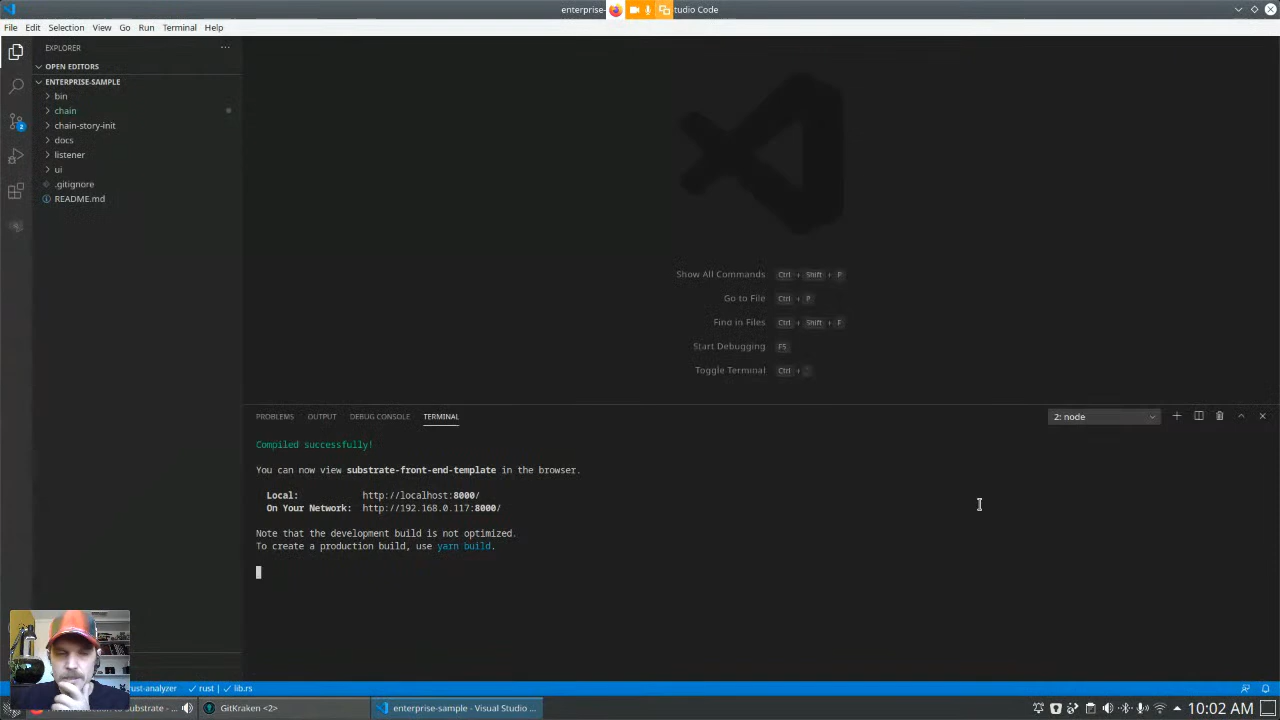 enterprise- tudio Code
File Edit Selection View Go Run Terminal Help
EXPLORER ...
OPEN EDITORS
ENTERPRISE-SAMPLE
bin
chain
chain-story-init
docs
listener
ui
.gitignore
README.md
2
Show All Commands Ctrl + Shift + P
Go to File Ctrl + P
Find in Files Ctrl + Shift + F
Start Debugging F5
Toggle Terminal Ctrl + `
PROBLEMS OUTPUT DEBUG CONSOLE TERMINAL 2: node
Compiled successfully!
You can now view substrate-front-end-template in the browser.
Local: http://localhost:8000/
On Your Network: http://192.168.0.117:8000/
Note that the development build is not optimized.
To create a production build, use yarn build.
ust-analyzer rust | lib.rs
to Substrate - ... GitKraken <2> enterprise-sample - Visual Studio ... 10:02 AM